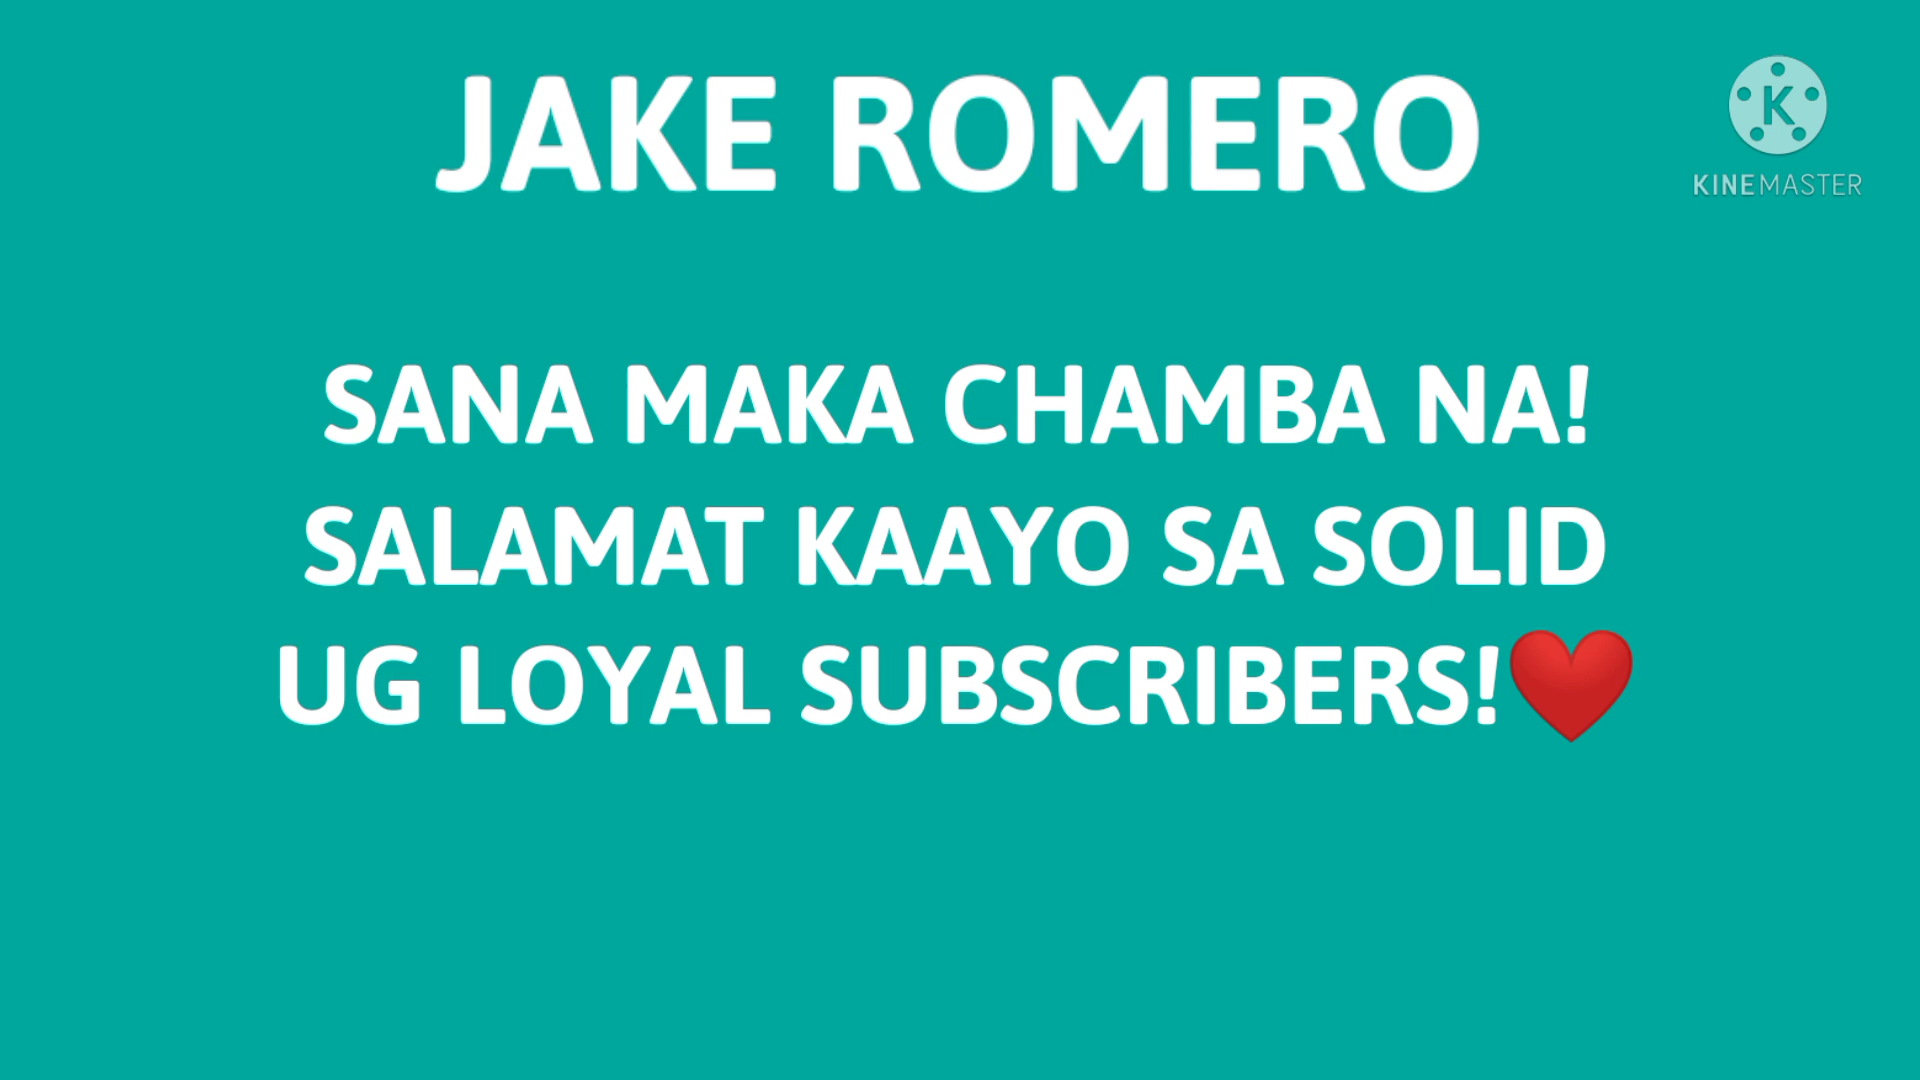 JAKE ROMERO
K
KINEMASTER
SANA MAKA CHAMBA NA!
SALAMAT KAAYO SA SOLID
UG LOYAL SUBSCRIBERS!❤️